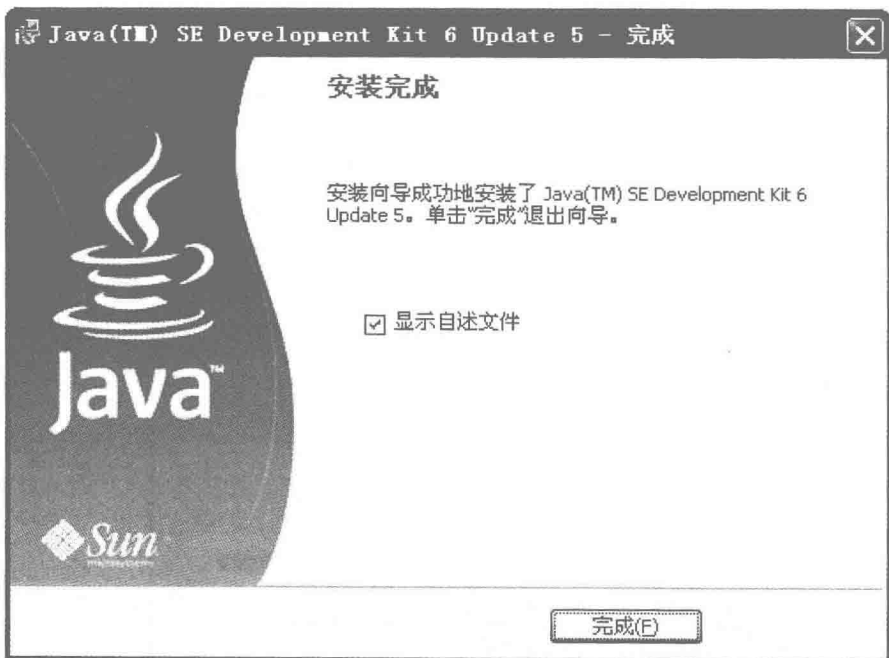 Java(TM) SE Development Kit 6 Update 5 - 完成
安装完成
安装向导成功地安装了 Java(TM) SE Development Kit 6
Update 5。单击"完成"退出向导。
显示自述文件
Java™
Sun
microsystems
完成(F)